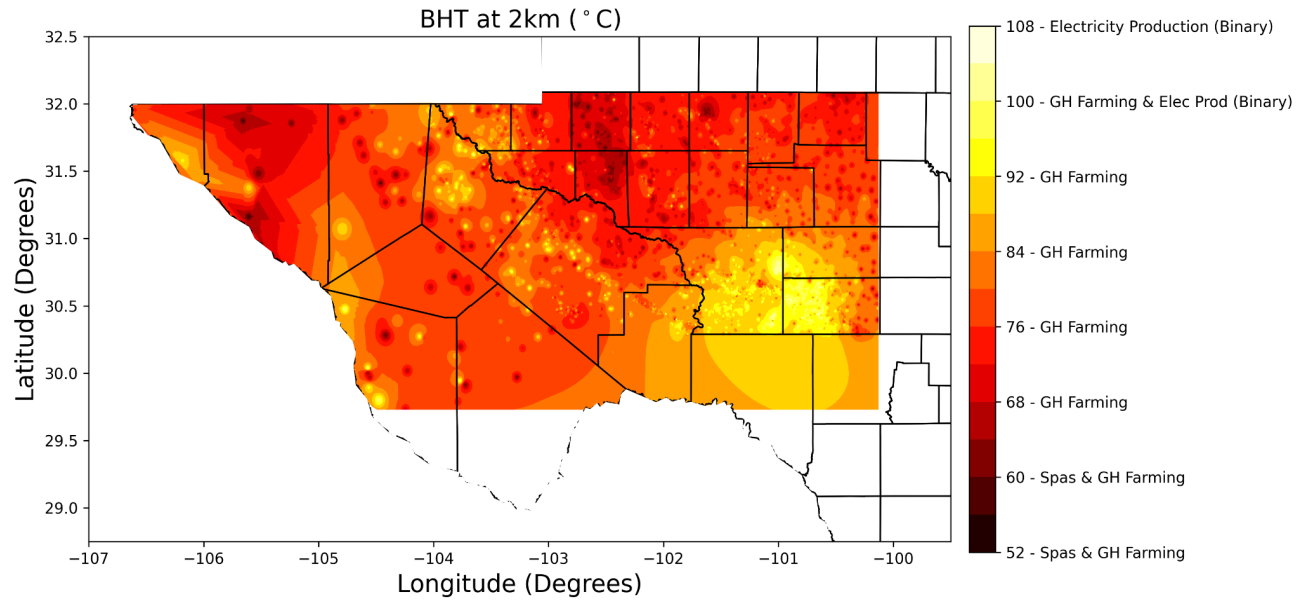 BHT at 2km (°C)
32.5
32.0
31.5
31.0
30.5
30.0
29.5
29.0
Latitude (Degrees)
−107
−106
−105
−104
−103
−102
−101
−100
Longitude (Degrees)
108 - Electricity Production (Binary)
100 - GH Farming & Elec Prod (Binary)
92 - GH Farming
84 - GH Farming
76 - GH Farming
68 - GH Farming
60 - Spas & GH Farming
52 - Spas & GH Farming